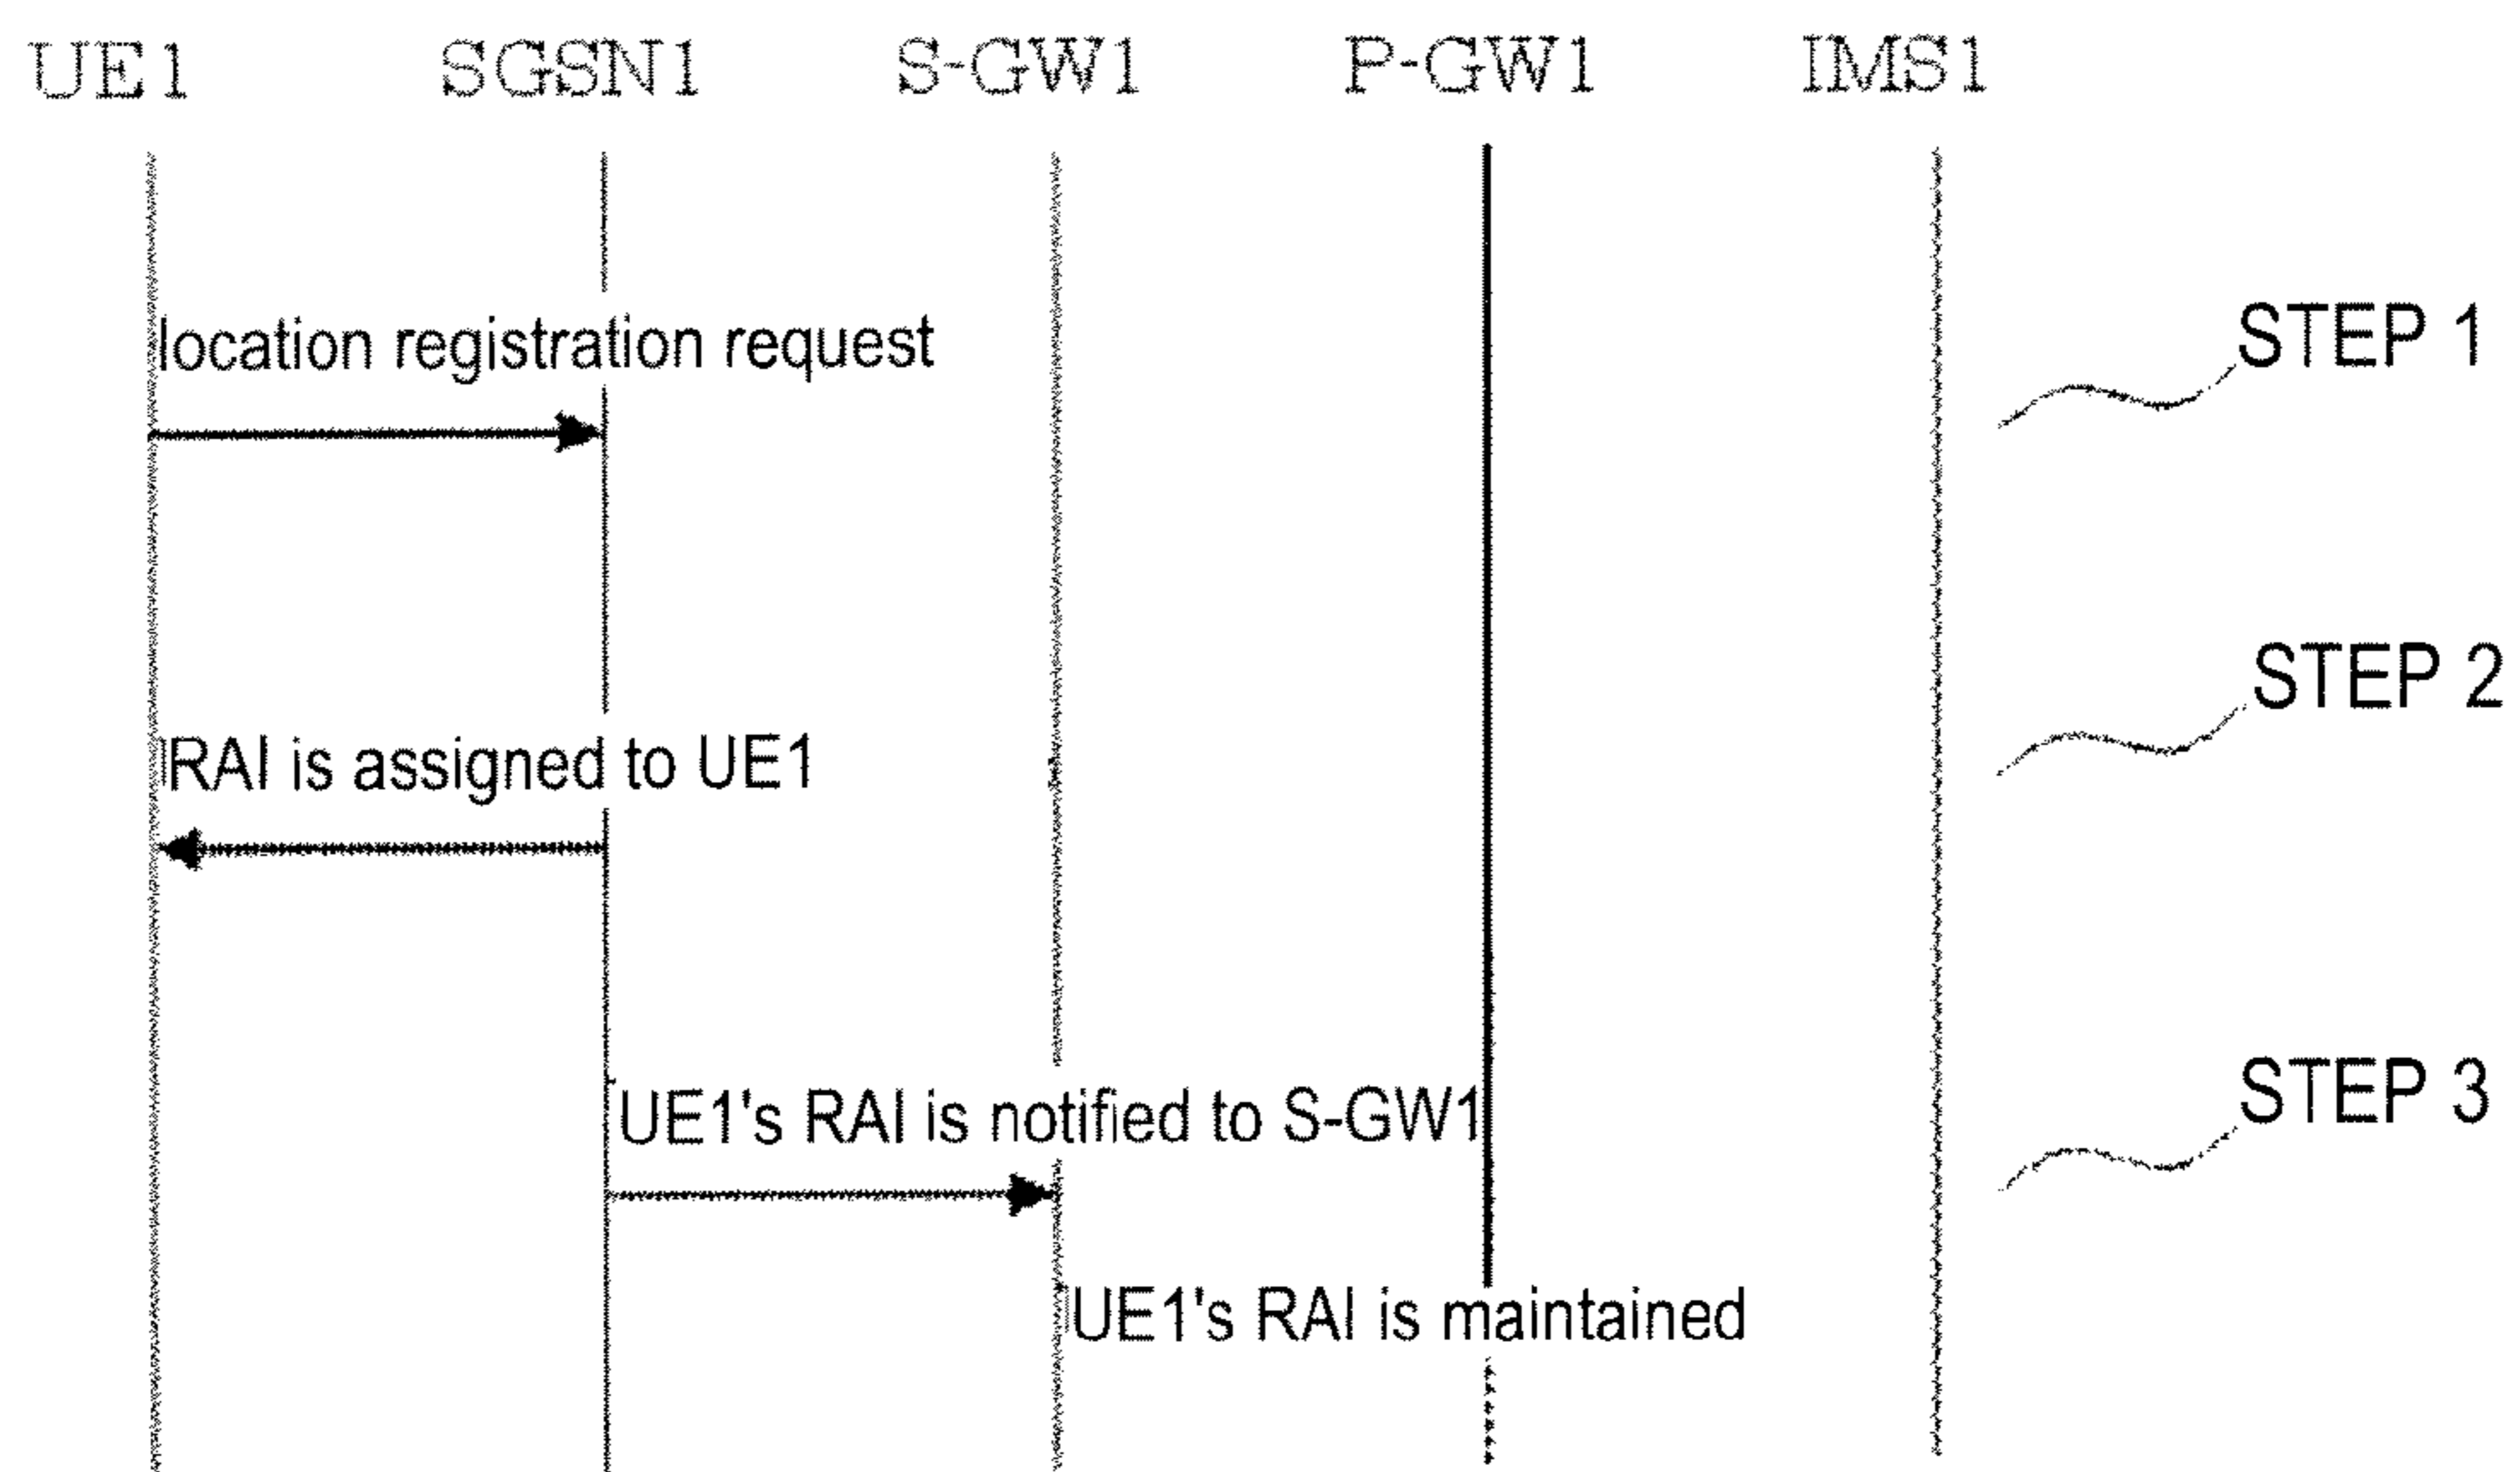 UE1 SGSN1 S-GW1 P-GW1 IMS1
location registration request
STEP 1
STEP 2
RAI is assigned to UE1
STEP 3
UE1's RAI is notified to S-GW1
UE1's RAI is maintained